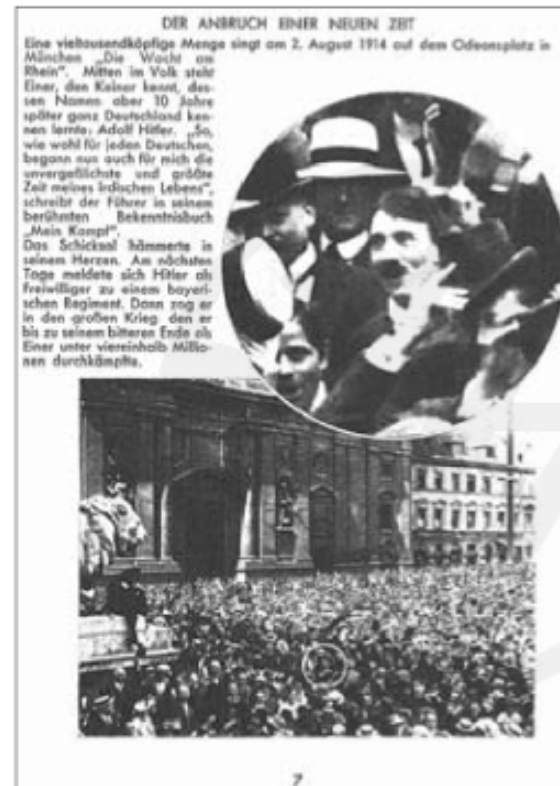 DER ANBRUCH EINER NEUEN ZEIT
Eine vieltausendköpfige Menge singt am 2. August 1914 auf dem Odeonsplatz in
München „Die Wacht am
Rhein". Mitten im Volk steht
Einer, den Keiner kennt, des-
sen Namen aber 10 Jahre
später ganz Deutschland ken-
nen lernte: Adolf Hitler. „So,
wie wohl für jeden Deutschen,
begann nun auch für mich die
unvergeßlichste und größte
Zeit meines irdischen Lebens",
schreibt der Führer in seinem
berühmten Bekenntnisbuch
„Mein Kampf".
Das Schicksal hämmerte in
seinem Herzen. Am nächsten
Tage meldete sich Hitler als
Freiwilliger zu einem bayeri-
schen Regiment. Dann zog er
in den großen Krieg den er
bis zu seinem bitteren Ende als
Einer unter viereinhalb Millio-
nen durchkämpfte.
7